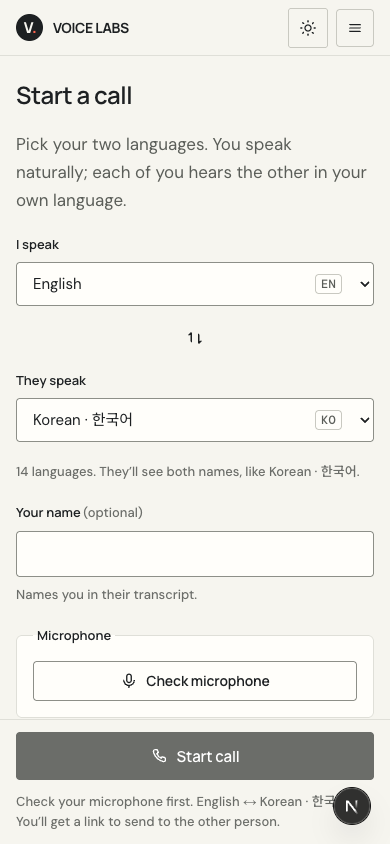 V. VOICE LABS
Start a call
Pick your two languages. You speak
naturally; each of you hears the other in your
own language.
I speak
English EN
They speak
Korean · 한국어 KO
14 languages. They’ll see both names, like Korean · 한국어.
Your name (optional)
Names you in their transcript.
Microphone
Check microphone
Start call
Check your microphone first. English ↔ Korean · 한국
You’ll get a link to send to the other person.
N